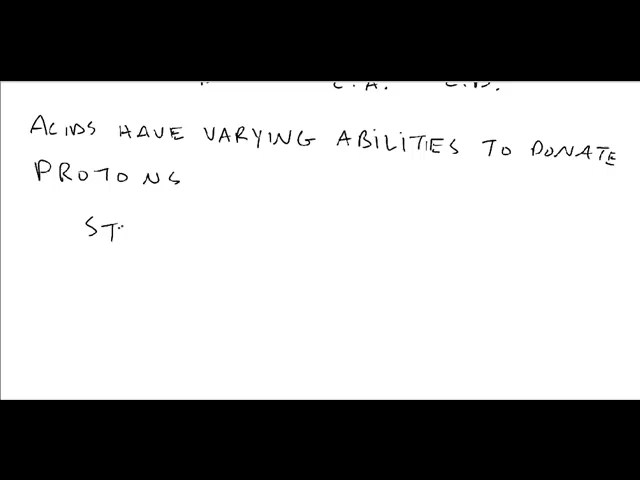 C.A. C.B.
ACIDS HAVE VARYING ABILITIES TO DONATE
PROTONS
ST